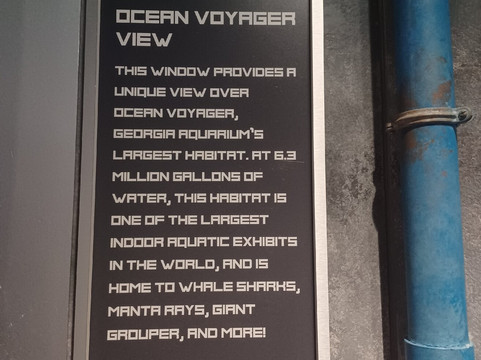 OCEAN VOYAGER
VIEW
THIS WINDOW PROVIDES A
UNIQUE VIEW OVER
OCEAN VOYAGER,
GEORGIA AQUARIUM'S
LARGEST HABITAT. AT 6.3
MILLION GALLONS OF
WATER, THIS HABITAT IS
ONE OF THE LARGEST
INDOOR AQUATIC EXHIBITS
IN THE WORLD, AND IS
HOME TO WHALE SHARKS,
MANTA RAYS, GIANT
GROUPER, AND MORE!